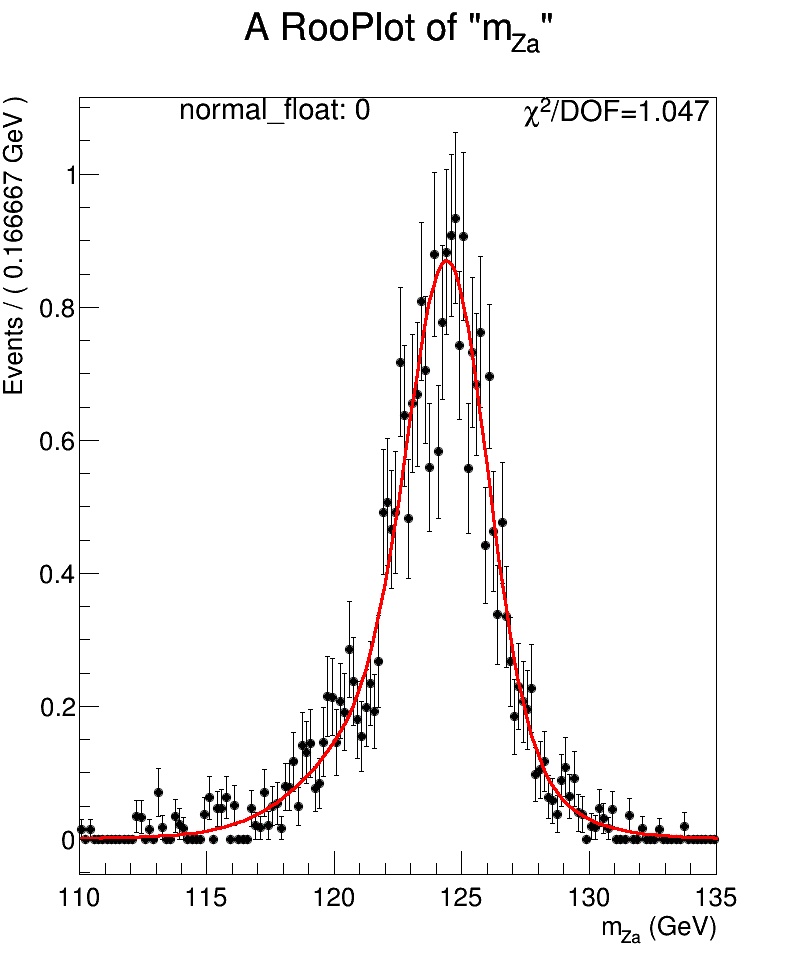 A RooPlot of "m_Za"
normal_float: 0
χ²/DOF=1.047
Events / ( 0.166667 GeV )
1
0.8
0.6
0.4
0.2
0
110 115 120 125 130 135
m_Za (GeV)